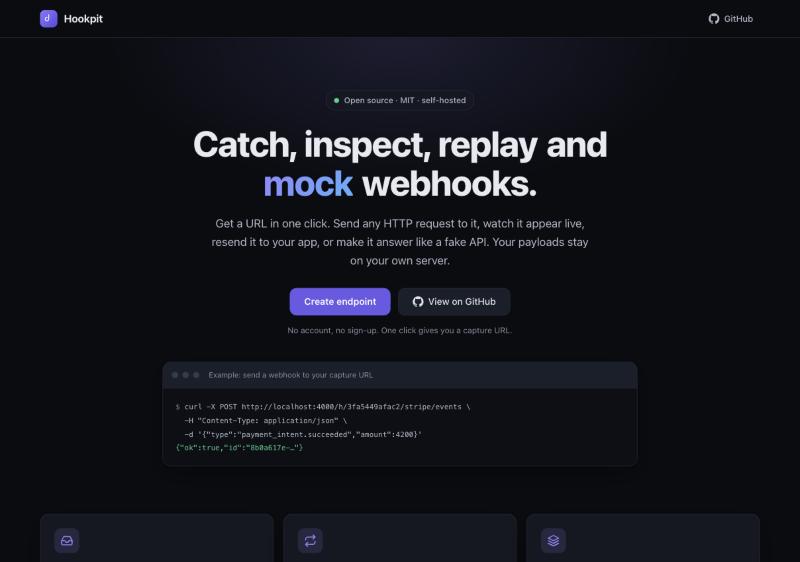 Hookpit
GitHub
Open source · MIT · self-hosted
Catch, inspect, replay and
mock webhooks.
Get a URL in one click. Send any HTTP request to it, watch it appear live,
resend it to your app, or make it answer like a fake API. Your payloads stay
on your own server.
Create endpoint
View on GitHub
No account, no sign-up. One click gives you a capture URL.
Example: send a webhook to your capture URL
$ curl -X POST http://localhost:4000/h/3fa5449afac2/stripe/events \
-H "Content-Type: application/json" \
-d '{"type":"payment_intent.succeeded","amount":4200}'
{"ok":true,"id":"8b0a617e-…"}